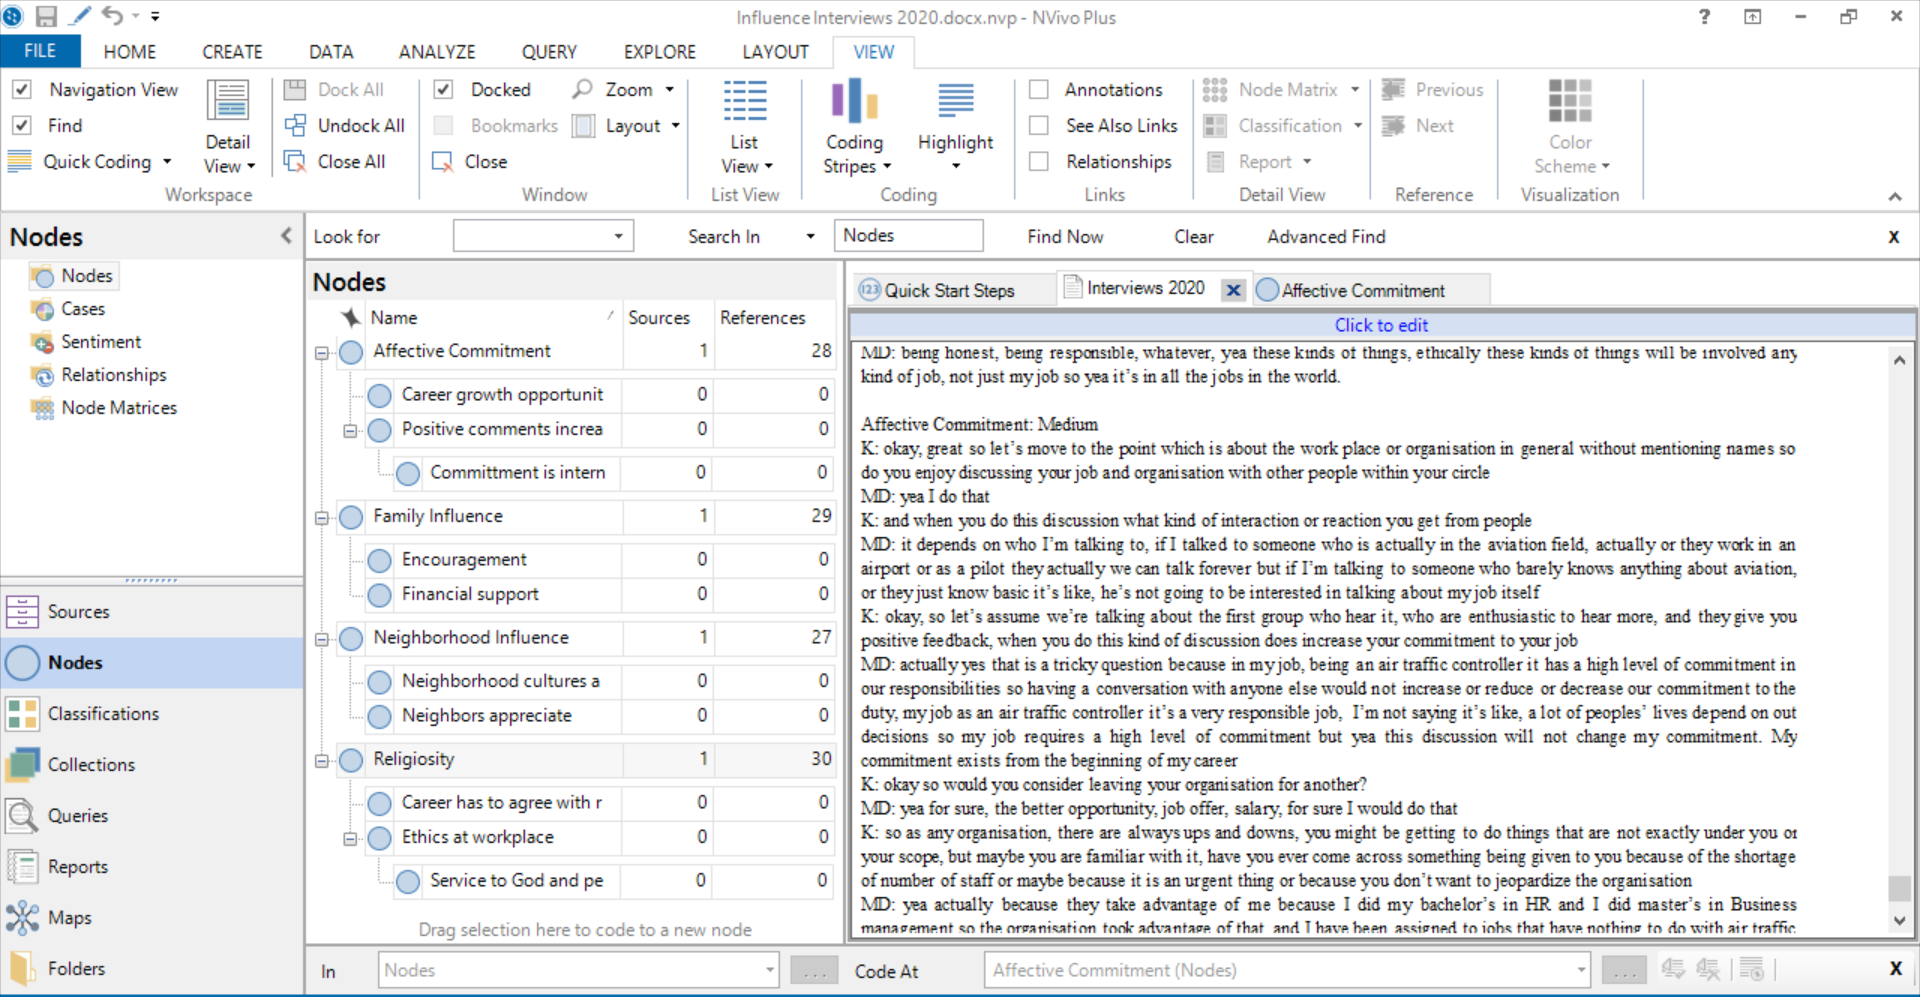 Influence Interviews 2020.docx.nvp - NVivo Plus
FILE HOME CREATE DATA ANALYZE QUERY EXPLORE LAYOUT VIEW
Navigation View
Find
Quick Coding
Detail View
Dock All
Undock All
Close All
Workspace
Docked
Bookmarks
Close
Zoom
Layout
Window
List View
List View
Coding Stripes
Highlight
Coding
Annotations
See Also Links
Relationships
Links
Node Matrix
Classification
Report
Detail View
Previous
Next
Reference
Color Scheme
Visualization
Nodes
Nodes
Cases
Sentiment
Relationships
Node Matrices
Sources
Nodes
Classifications
Collections
Queries
Reports
Maps
Folders
Look for Search In Nodes Find Now Clear Advanced Find x
Nodes
Name Sources References
Affective Commitment 1 28
Career growth opportunit 0 0
Positive comments increa 0 0
Committment is intern 0 0
Family Influence 1 29
Encouragement 0 0
Financial support 0 0
Neighborhood Influence 1 27
Neighborhood cultures a 0 0
Neighbors appreciate 0 0
Religiosity 1 30
Career has to agree with r 0 0
Ethics at workplace 0 0
Service to God and pe 0 0
Drag selection here to code to a new node
123 Quick Start Steps Interviews 2020 x Affective Commitment
Click to edit
MD: being honest, being responsible, whatever, yea these kinds of things, ethically these kinds of things will be involved any
kind of job, not just my job so yea it's in all the jobs in the world.
Affective Commitment: Medium
K: okay, great so let's move to the point which is about the work place or organisation in general without mentioning names so
do you enjoy discussing your job and organisation with other people within your circle
MD: yea I do that
K: and when you do this discussion what kind of interaction or reaction you get from people
MD: it depends on who I'm talking to, if I talked to someone who is actually in the aviation field, actually or they work in an
airport or as a pilot they actually we can talk forever but if I'm talking to someone who barely knows anything about aviation,
or they just know basic it's like, he's not going to be interested in talking about my job itself
K: okay, so let's assume we're talking about the first group who hear it, who are enthusiastic to hear more, and they give you
positive feedback, when you do this kind of discussion does increase your commitment to your job
MD: actually yes that is a tricky question because in my job, being an air traffic controller it has a high level of commitment in
our responsibilities so having a conversation with anyone else would not increase or reduce or decrease our commitment to the
duty, my job as an air traffic controller it's a very responsible job, I'm not saying it's like, a lot of peoples' lives depend on out
decisions so my job requires a high level of commitment but yea this discussion will not change my commitment. My
commitment exists from the beginning of my career
K: okay so would you consider leaving your organisation for another?
MD: yea for sure, the better opportunity, job offer, salary, for sure I would do that
K: so as any organisation, there are always ups and downs, you might be getting to do things that are not exactly under you or
your scope, but maybe you are familiar with it, have you ever come across something being given to you because of the shortage
of number of staff or maybe because it is an urgent thing or because you don't want to jeopardize the organisation
MD: yea actually because they take advantage of me because I did my bachelor's in HR and I did master's in Business
management so the organisation took advantage of that and I have been assigned to jobs that have nothing to do with air traffic
In Nodes ... Code At Affective Commitment (Nodes) ... x